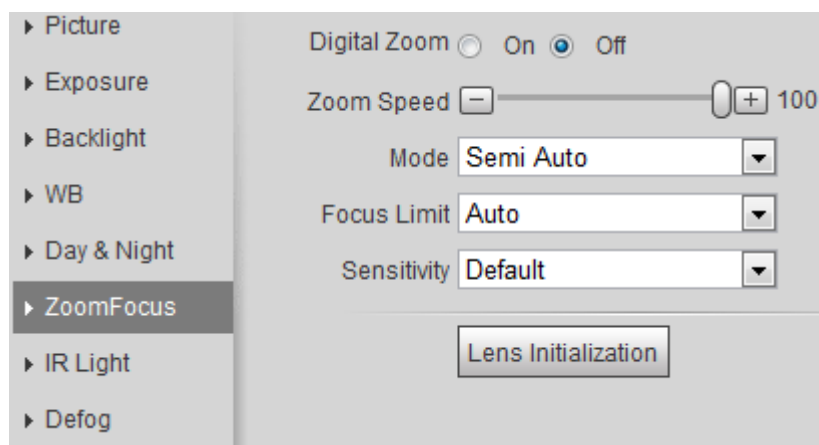 Picture
Exposure
Backlight
WB
Day & Night
ZoomFocus
IR Light
Defog
Digital Zoom On Off
Zoom Speed - + 100
Mode Semi Auto
Focus Limit Auto
Sensitivity Default
Lens Initialization